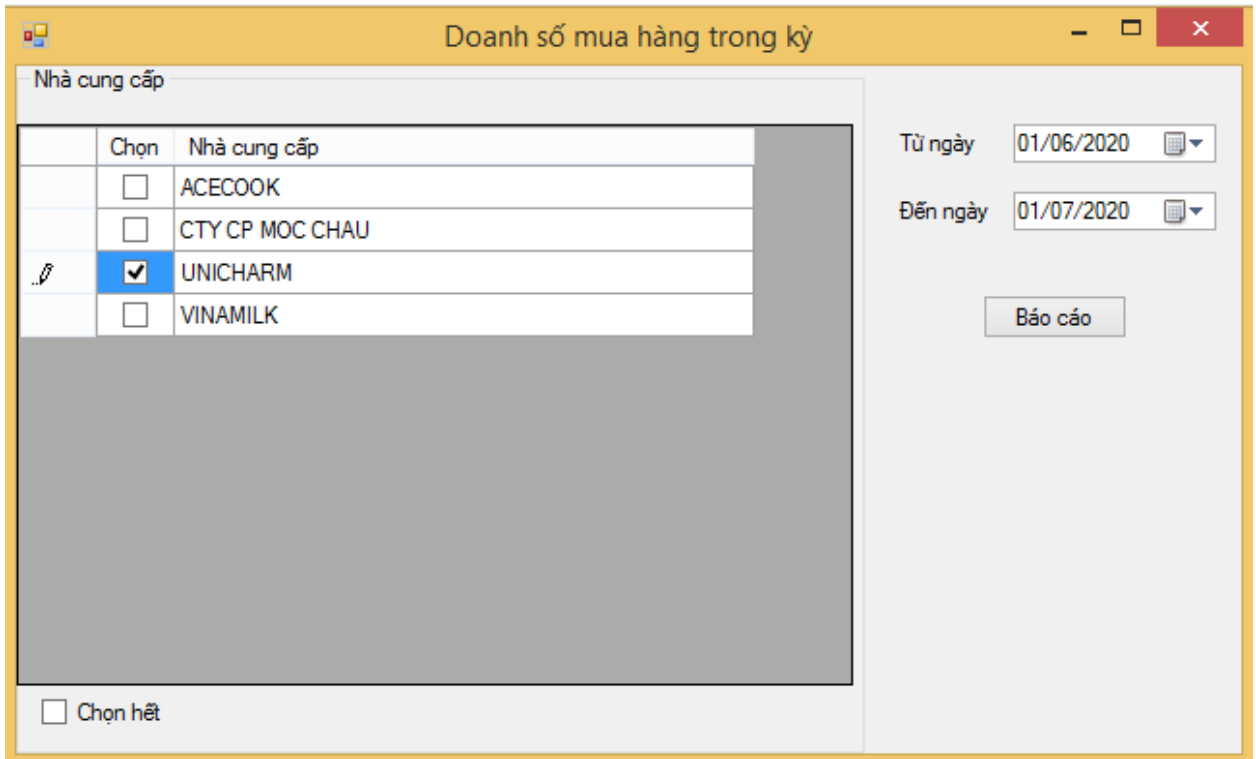 Doanh số mua hàng trong kỳ
Nhà cung cấp
Chọn Nhà cung cấp
ACECOOK
CTY CP MOC CHAU
UNICHARM
VINAMILK
Chọn hết
Từ ngày 01/06/2020
Đến ngày 01/07/2020
Báo cáo